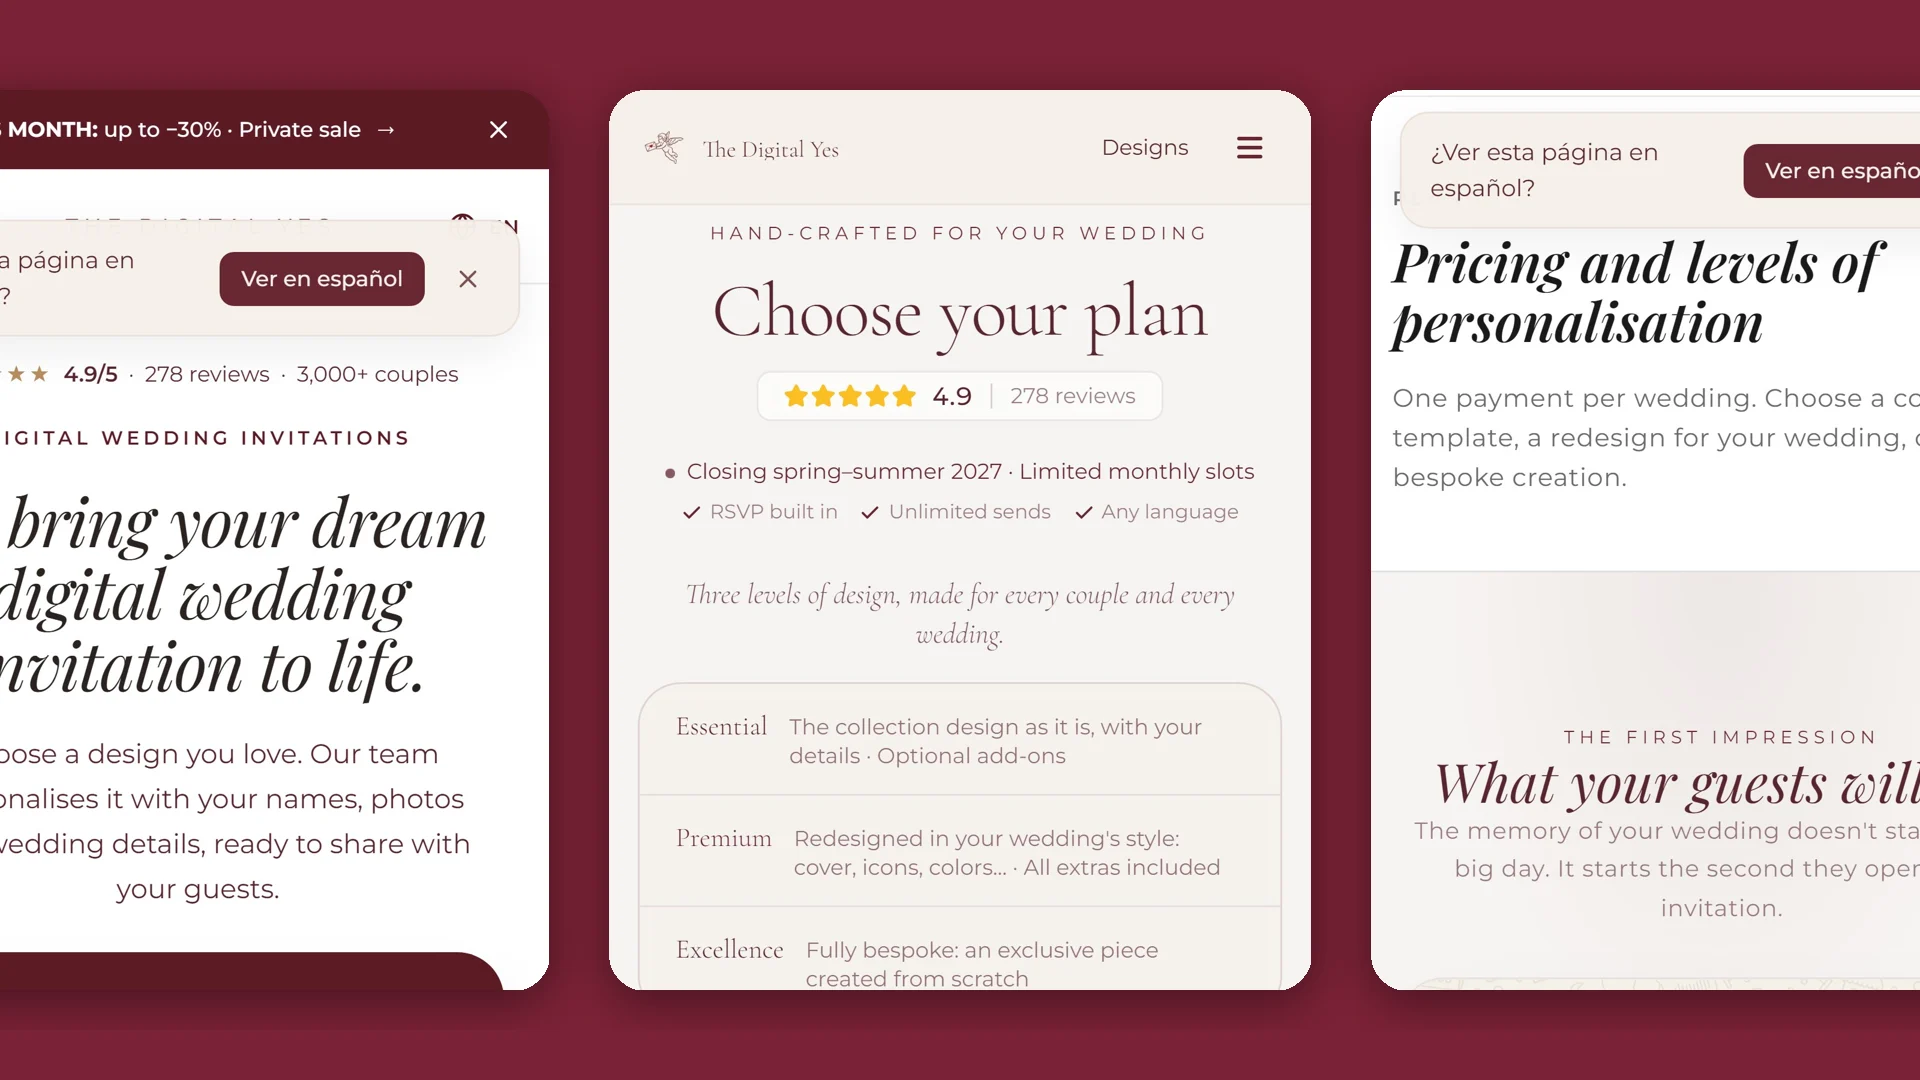 MONTH: up to −30% · Private sale →
THE DIGITAL YES
EN
a página en
?
Ver en español
4.9/5 · 278 reviews · 3,000+ couples
IGITAL WEDDING INVITATIONS
bring your dream
digital wedding
nvitation to life.
oose a design you love. Our team
onalises it with your names, photos
wedding details, ready to share with
your guests.
The Digital Yes
Designs
HAND-CRAFTED FOR YOUR WEDDING
Choose your plan
4.9 | 278 reviews
Closing spring–summer 2027 · Limited monthly slots
RSVP built in
Unlimited sends
Any language
Three levels of design, made for every couple and every
wedding.
Essential
The collection design as it is, with your
details · Optional add-ons
Premium
Redesigned in your wedding's style:
cover, icons, colors... · All extras included
Excellence
Fully bespoke: an exclusive piece
created from scratch
¿Ver esta página en
español?
Ver en españo
Pricing and levels of
personalisation
One payment per wedding. Choose a co
template, a redesign for your wedding,
bespoke creation.
THE FIRST IMPRESSION
What your guests will
The memory of your wedding doesn't sta
big day. It starts the second they open
invitation.